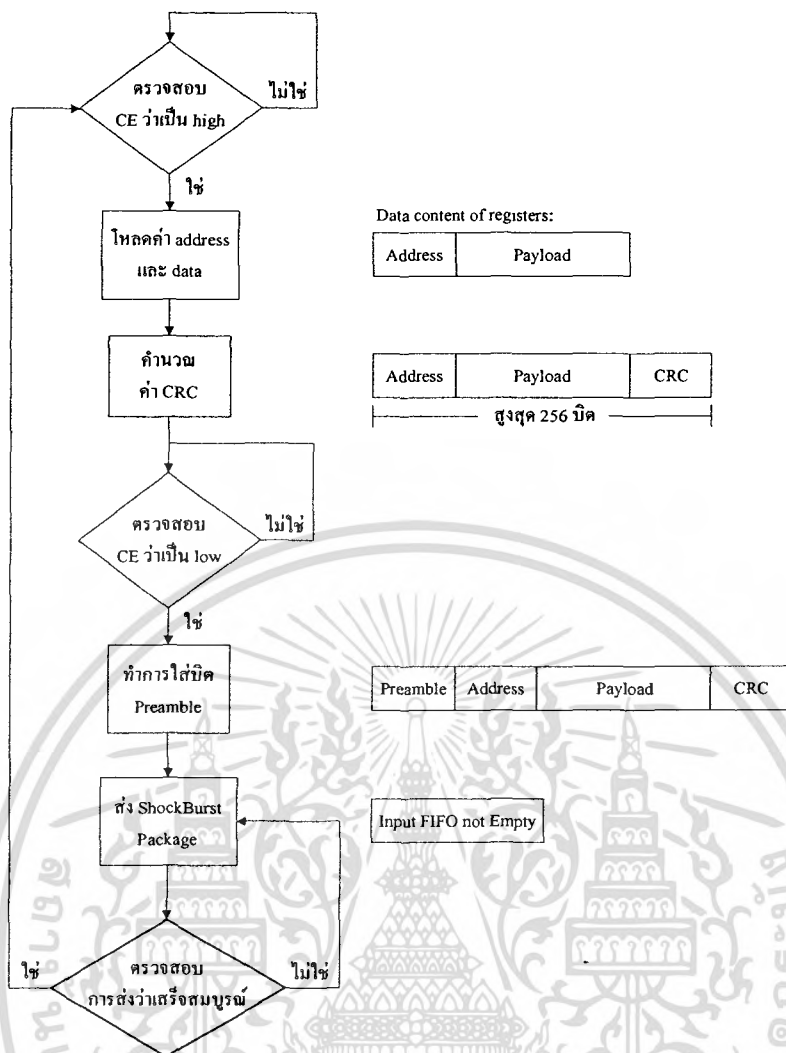 ตรวจสอบ
CE ว่าเป็น high
ไม่ใช่
ใช่
โหลดค่า address
และ data
Data content of registers:
Address
Payload
คำนวณ
ค่า CRC
Address
Payload
CRC
สูงสุด 256 บิต
ตรวจสอบ
CE ว่าเป็น low
ไม่ใช่
ใช่
ทำการใส่บิต
Preamble
Preamble
Address
Payload
CRC
ส่ง ShockBurst
Package
Input FIFO not Empty
ใช่
ตรวจสอบ
การส่งว่าเสร็จสมบูรณ์
ไม่ใช่